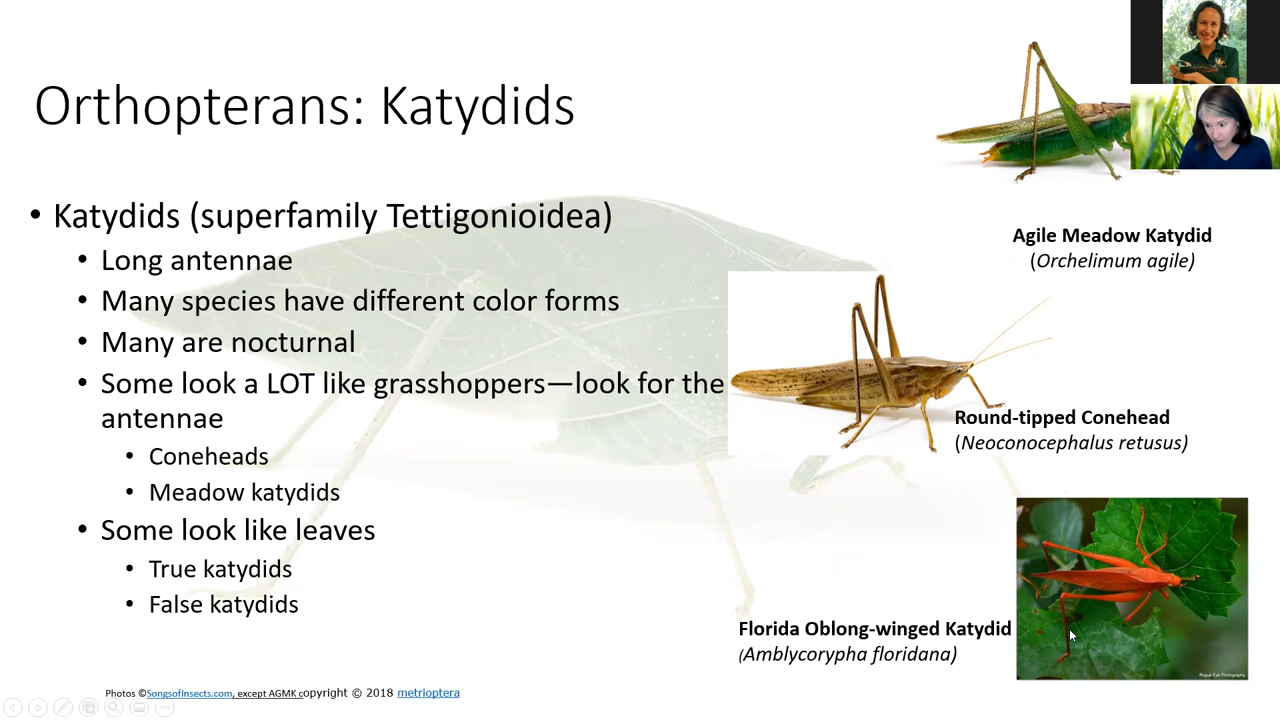 Orthopterans: Katydids
• Katydids (superfamily Tettigonioidea)
• Long antennae
• Many species have different color forms
• Many are nocturnal
• Some look a LOT like grasshoppers—look for the
antennae
• Coneheads
• Meadow katydids
• Some look like leaves
• True katydids
• False katydids
Agile Meadow Katydid
(Orchelimum agile)
Round-tipped Conehead
(Neoconocephalus retusus)
Florida Oblong-winged Katydid
(Amblycorypha floridana)
Rogue Eye Photography
Photos ©SongsofInsects.com, except AGMK copyright © 2018 metrioptera